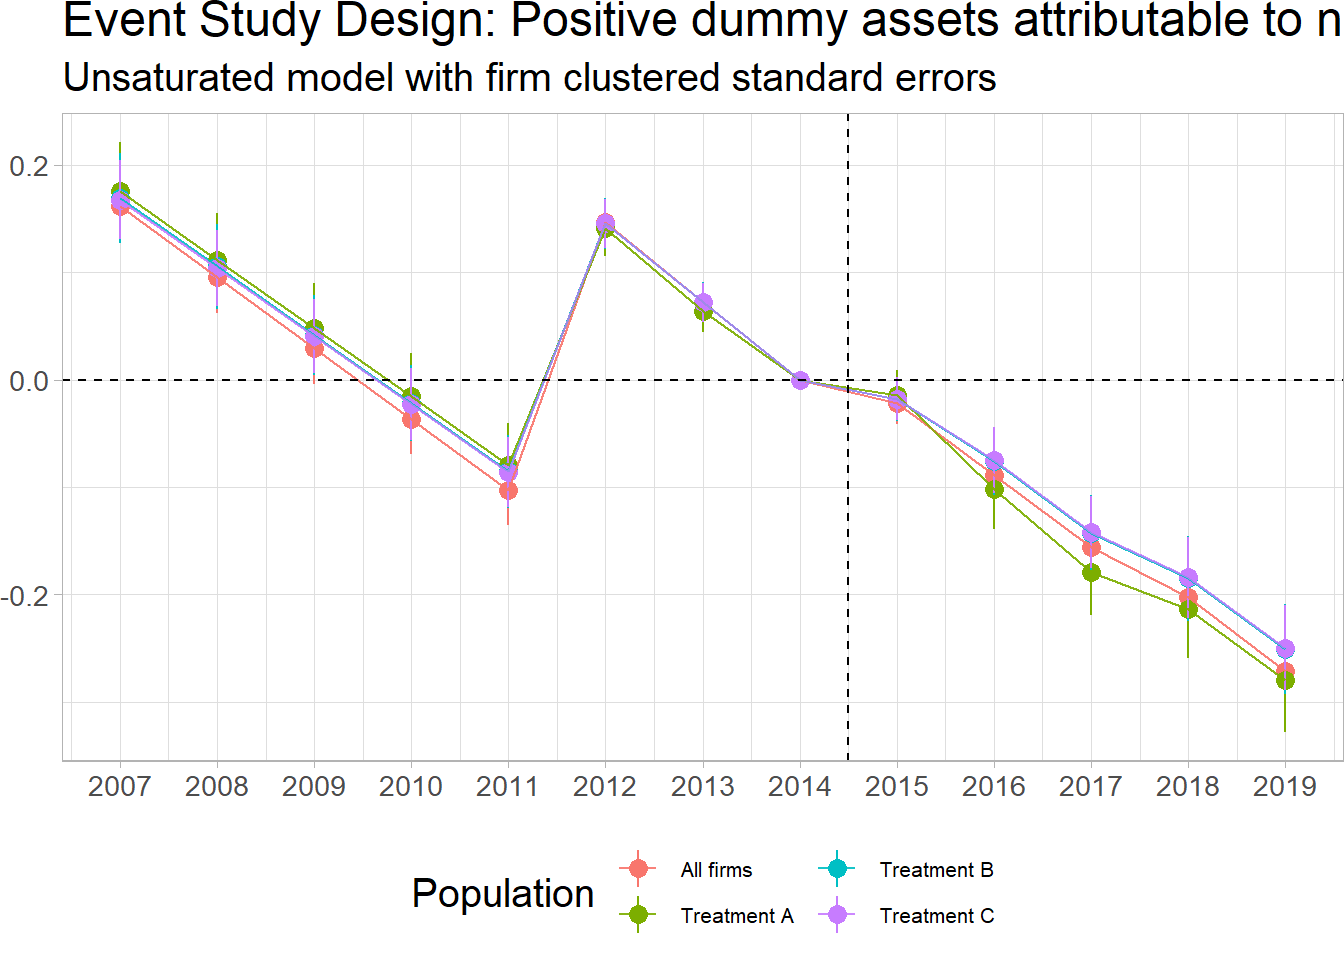 Event Study Design: Positive dummy assets attributable to n
Unsaturated model with firm clustered standard errors
0.2
0.0
-0.2
2007 2008 2009 2010 2011 2012 2013 2014 2015 2016 2017 2018 2019
Population
All firms
Treatment A
Treatment B
Treatment C